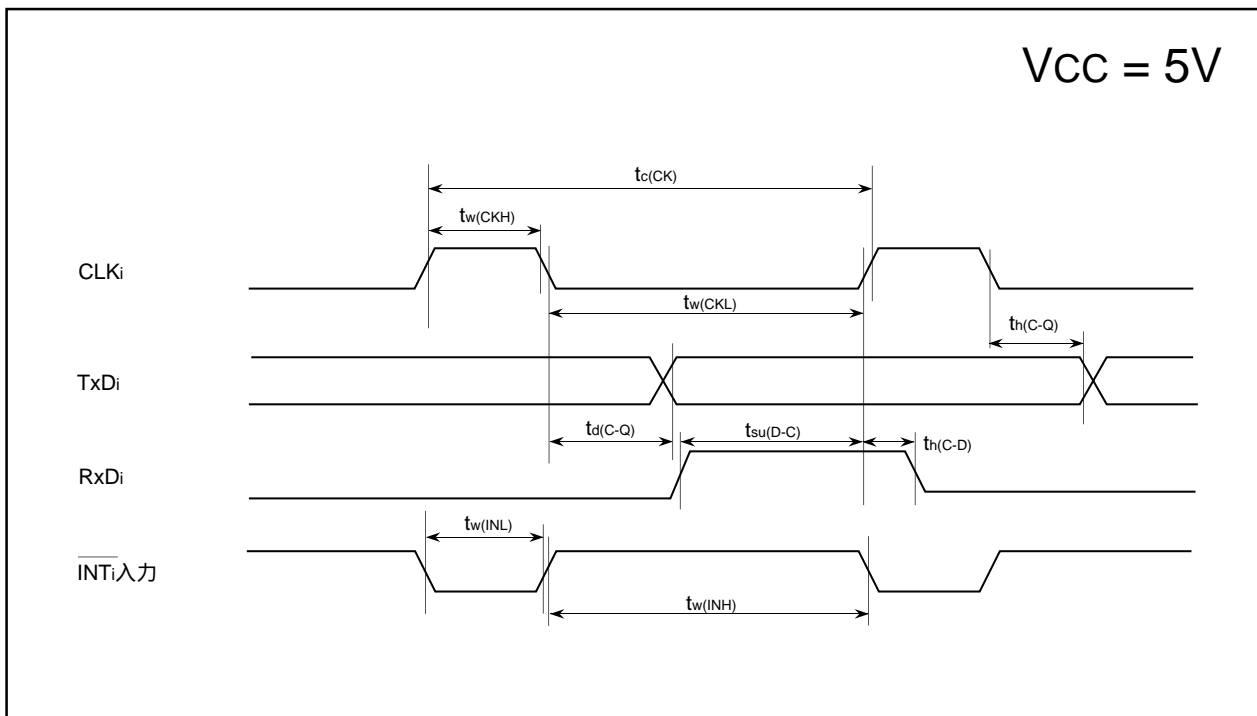 VCC = 5V
tc(CK)
tw(CKH)
CLKi
tw(CKL)
th(C-Q)
TxDi
td(C-Q)
tsu(D-C)
th(C-D)
RxDi
tw(INL)
INTi入力
tw(INH)